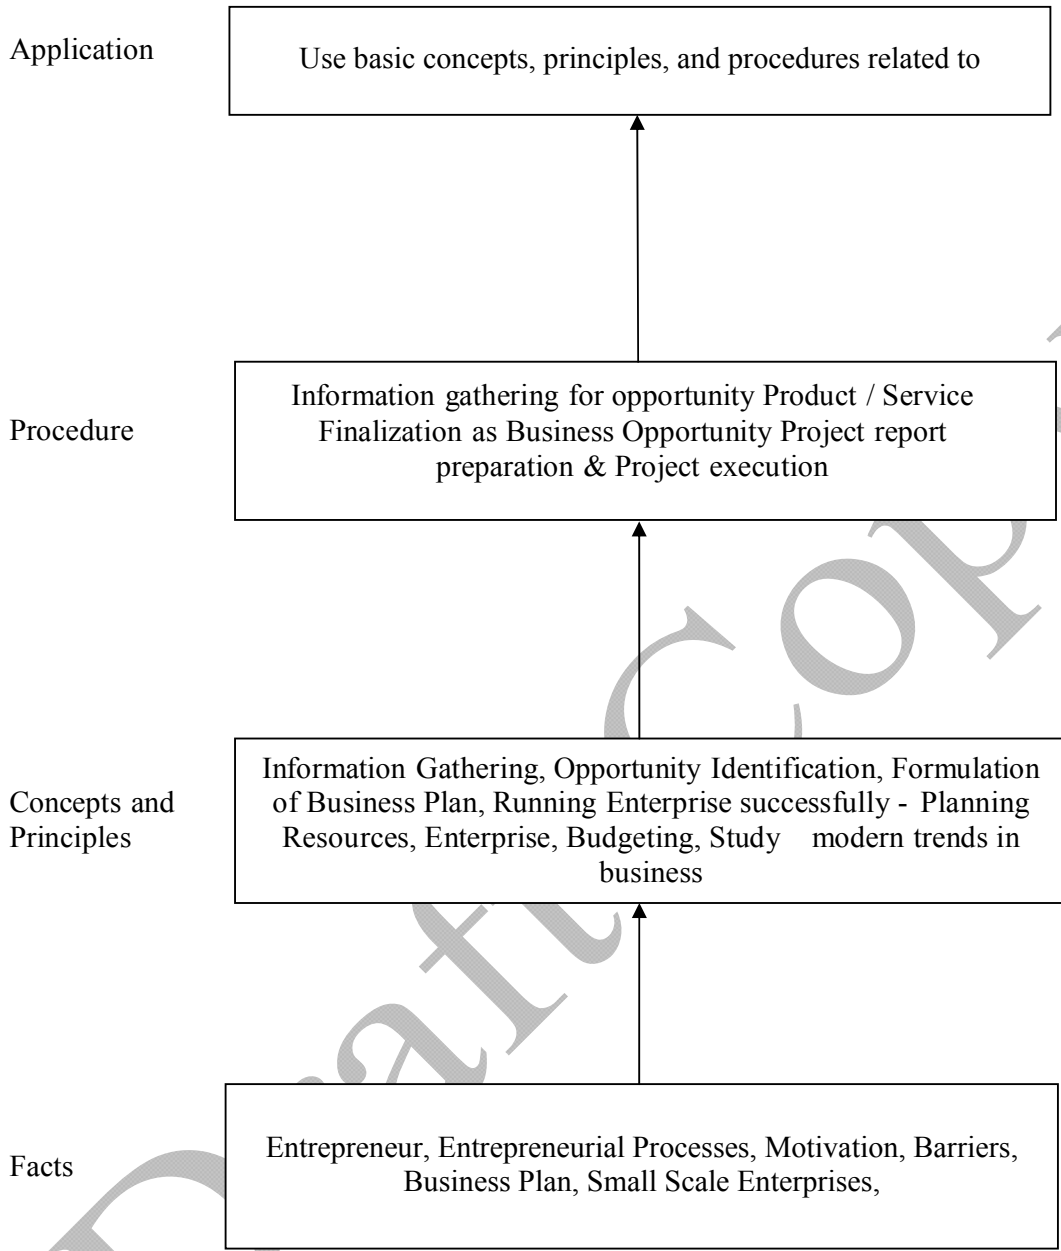 Application
Use basic concepts, principles, and procedures related to
Procedure
Information gathering for opportunity Product / Service
Finalization as Business Opportunity Project report
preparation & Project execution
Concepts and
Principles
Information Gathering, Opportunity Identification, Formulation
of Business Plan, Running Enterprise successfully - Planning
Resources, Enterprise, Budgeting, Study modern trends in
business
Facts
Entrepreneur, Entrepreneurial Processes, Motivation, Barriers,
Business Plan, Small Scale Enterprises,
Draft Cop